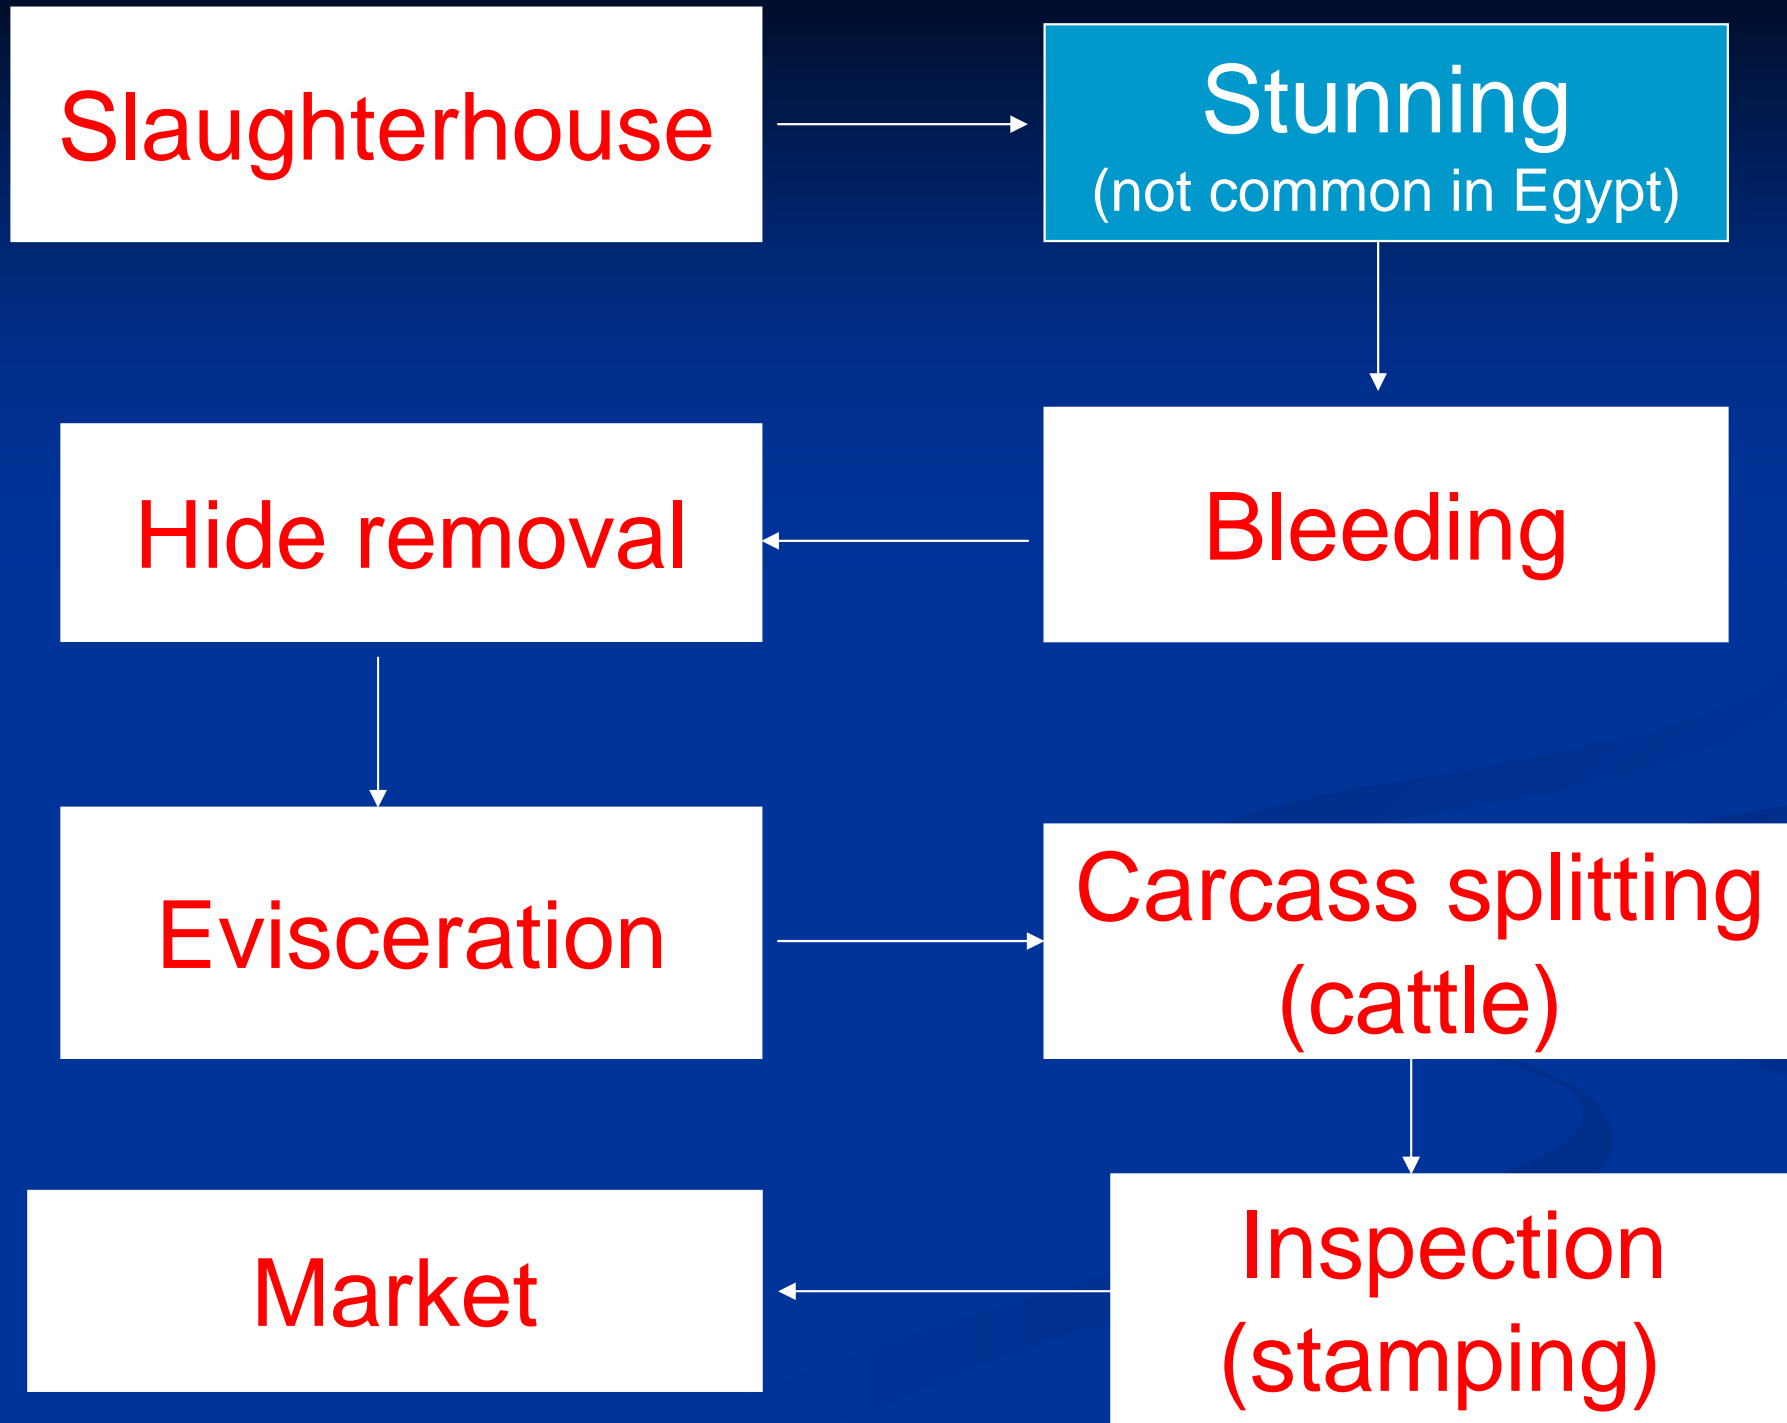 Slaughterhouse
Stunning
(not common in Egypt)
Bleeding
Hide removal
Evisceration
Carcass splitting
(cattle)
Inspection
(stamping)
Market